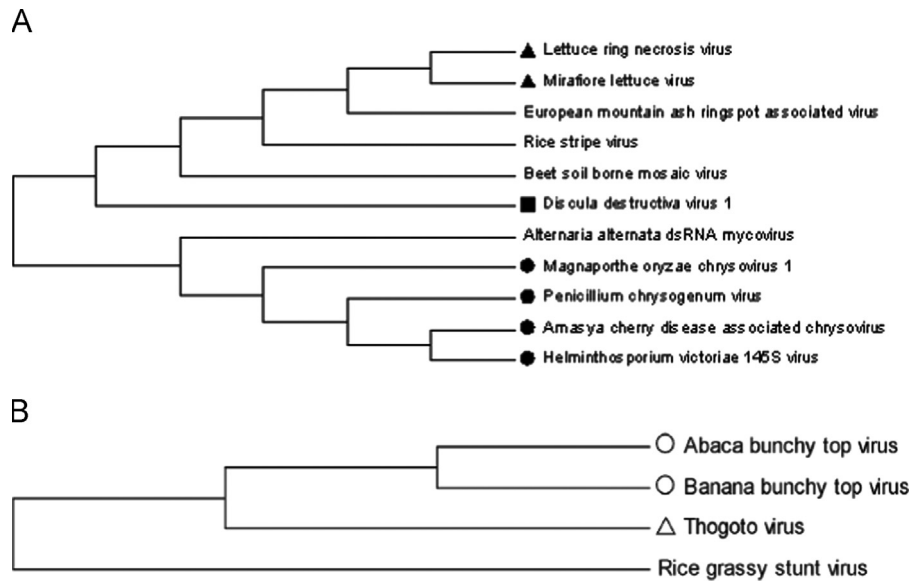 A
Lettuce ring necrosis virus
Mirafiore lettuce virus
European mountain ash ringspot associated virus
Rice stripe virus
Beet soil borne mosaic virus
Discula destructiva virus 1
Alternaria alternata dsRNA mycovirus
Magnaporthe oryzae chrysovirus 1
Penicillium chrysogenum virus
Amasya cherry disease associated chrysovirus
Helminthosporium victoriae 145S virus
B
Abaca bunchy top virus
Banana bunchy top virus
Thogoto virus
Rice grassy stunt virus